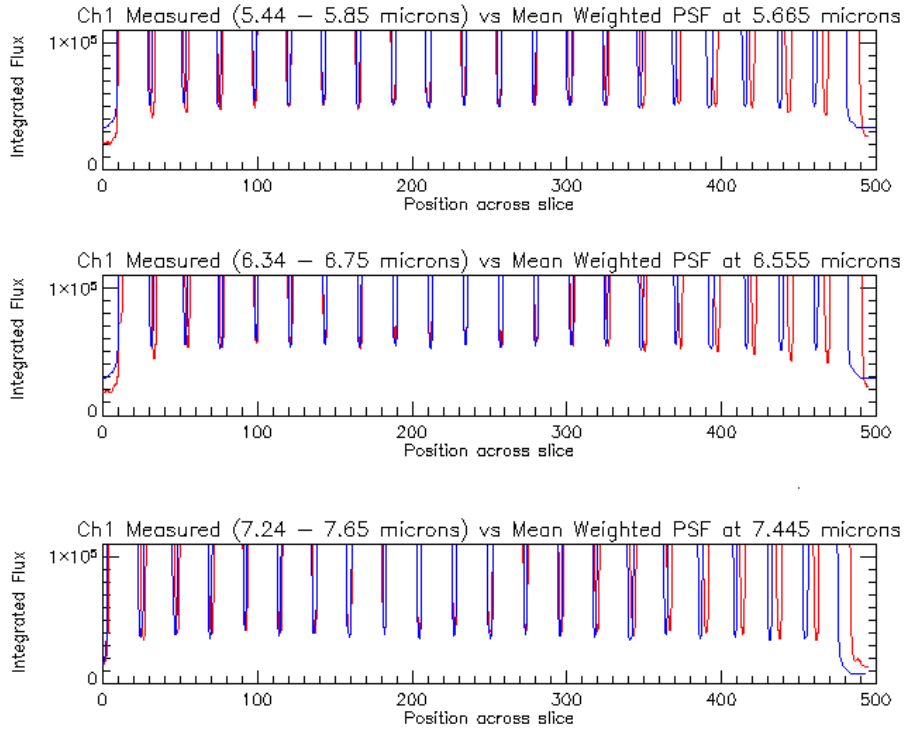 Ch1 Measured (5.44 – 5.85 microns) vs Mean Weighted PSF at 5.665 microns
1×10⁵
Integrated Flux
0
0 100 200 300 400 500
Position across slice
Ch1 Measured (6.34 – 6.75 microns) vs Mean Weighted PSF at 6.555 microns
1×10⁵
Integrated Flux
0
0 100 200 300 400 500
Position across slice
Ch1 Measured (7.24 – 7.65 microns) vs Mean Weighted PSF at 7.445 microns
1×10⁵
Integrated Flux
0
0 100 200 300 400 500
Position across slice